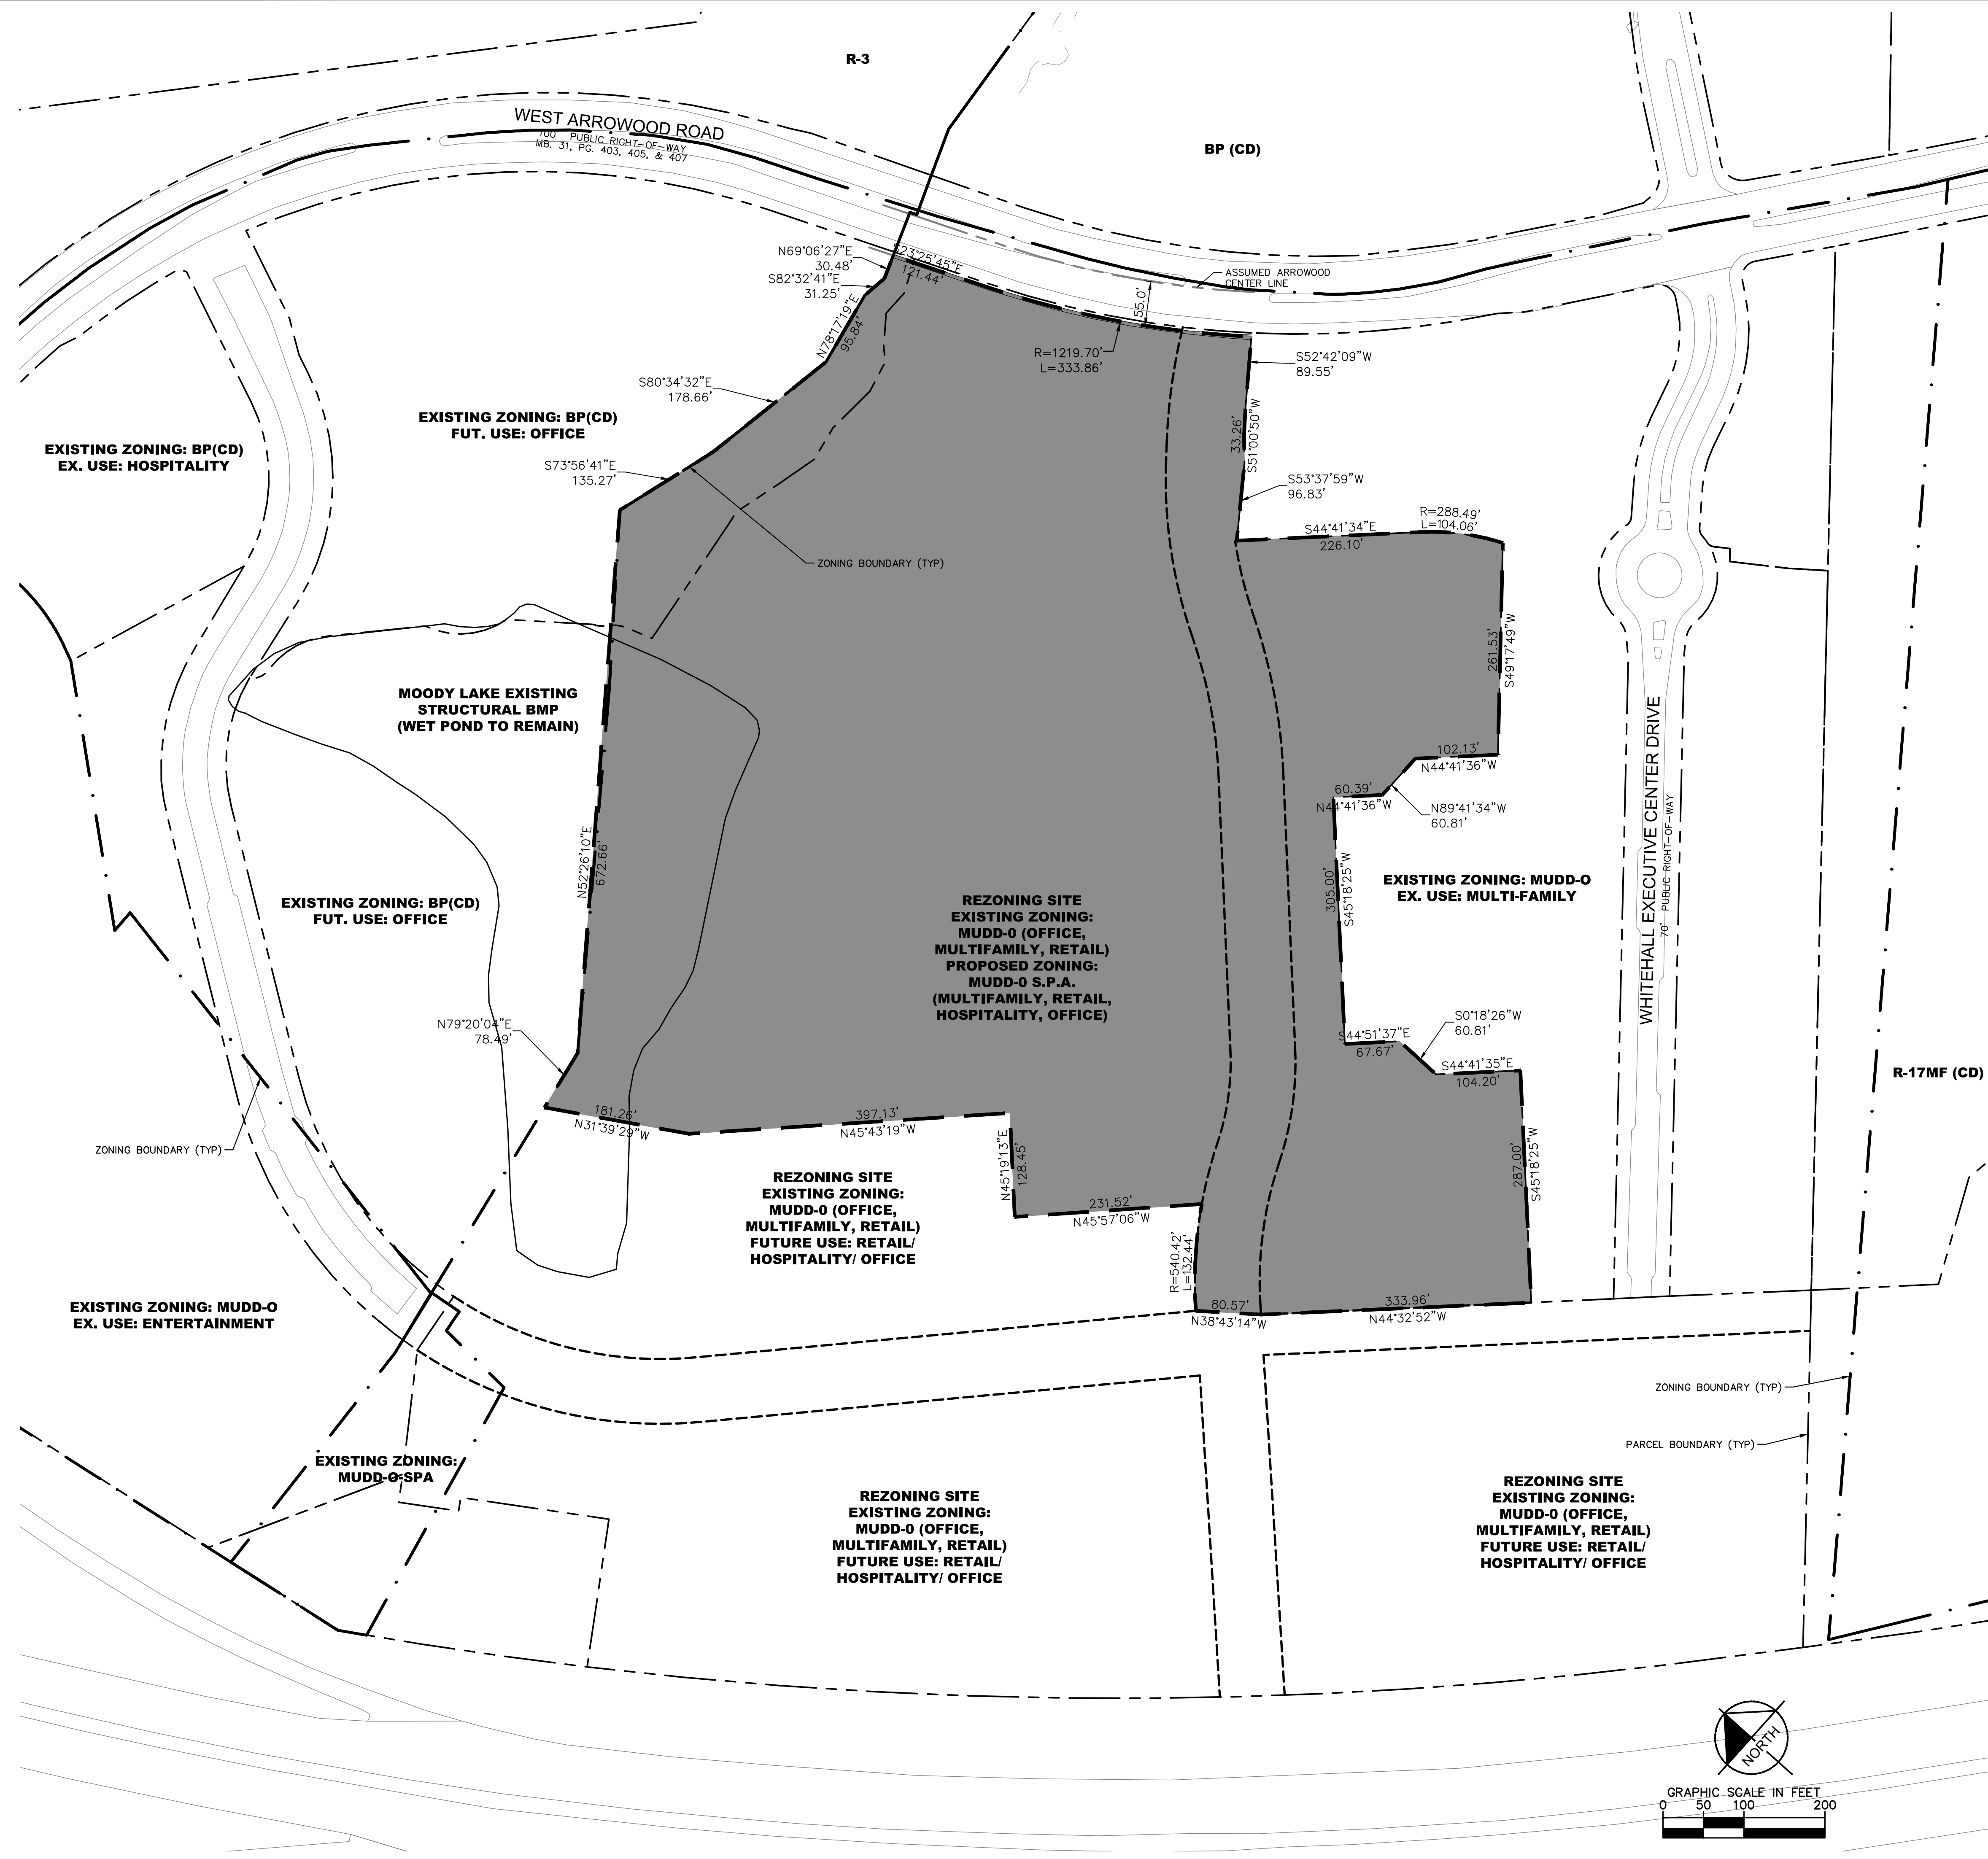 R-3
WEST ARROWOOD ROAD
100' PUBLIC RIGHT-OF-WAY
MB. 31, PG. 403, 405, & 407
BP (CD)
N69°06'27"E
30.48'
S23°25'45"E
121.44'
S82°32'41"E
31.25'
N78°17'19"E
95.84'
ASSUMED ARROWOOD
CENTER LINE
55.0'
R=1219.70'
L=333.86'
S52°42'09"W
89.55'
S80°34'32"E
178.66'
33.26'
S51°00'50"W
EXISTING ZONING: BP(CD)
FUT. USE: OFFICE
EXISTING ZONING: BP(CD)
EX. USE: HOSPITALITY
S73°56'41"E
135.27'
S53°37'59"W
96.83'
S44°41'34"E
226.10'
R=288.49'
L=104.06'
ZONING BOUNDARY (TYP)
261.53'
S49°17'49"W
MOODY LAKE EXISTING
STRUCTURAL BMP
(WET POND TO REMAIN)
102.13'
N44°41'36"W
60.39'
N44°41'36"W
N89°41'34"W
60.81'
WHITEHALL EXECUTIVE CENTER DRIVE
70' PUBLIC RIGHT-OF-WAY
N52°26'10"E
672.66'
305.00'
S45°18'25"W
EXISTING ZONING: MUDD-O
EX. USE: MULTI-FAMILY
EXISTING ZONING: BP(CD)
FUT. USE: OFFICE
REZONING SITE
EXISTING ZONING:
MUDD-0 (OFFICE,
MULTIFAMILY, RETAIL)
PROPOSED ZONING:
MUDD-0 S.P.A.
(MULTIFAMILY, RETAIL,
HOSPITALITY, OFFICE)
N79°20'04"E
78.49'
S44°51'37"E
67.67'
S0°18'26"W
60.81'
S44°41'35"E
104.20'
R-17MF (CD)
181.26'
N31°39'29"W
397.13'
N45°43'19"W
N45°19'13"E
128.45'
287.00'
S45°18'25"W
ZONING BOUNDARY (TYP)
REZONING SITE
EXISTING ZONING:
MUDD-0 (OFFICE,
MULTIFAMILY, RETAIL)
FUTURE USE: RETAIL/
HOSPITALITY/ OFFICE
231.52'
N45°57'06"W
R=540.42'
L=132.44'
80.57'
N38°43'14"W
333.96'
N44°32'52"W
EXISTING ZONING: MUDD-O
EX. USE: ENTERTAINMENT
ZONING BOUNDARY (TYP)
PARCEL BOUNDARY (TYP)
EXISTING ZONING:
MUDD-O SPA
REZONING SITE
EXISTING ZONING:
MUDD-0 (OFFICE,
MULTIFAMILY, RETAIL)
FUTURE USE: RETAIL/
HOSPITALITY/ OFFICE
REZONING SITE
EXISTING ZONING:
MUDD-0 (OFFICE,
MULTIFAMILY, RETAIL)
FUTURE USE: RETAIL/
HOSPITALITY/ OFFICE
NORTH
GRAPHIC SCALE IN FEET
0 50 100 200